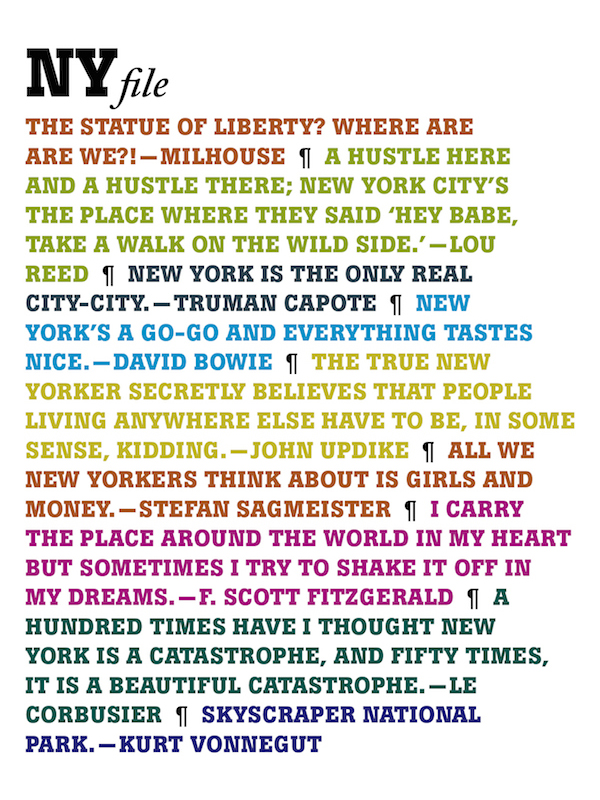 NY file
THE STATUE OF LIBERTY? WHERE ARE
ARE WE?!—MILHOUSE ¶ A HUSTLE HERE
AND A HUSTLE THERE; NEW YORK CITY'S
THE PLACE WHERE THEY SAID ‘HEY BABE,
TAKE A WALK ON THE WILD SIDE.’—LOU
REED ¶ NEW YORK IS THE ONLY REAL
CITY-CITY.—TRUMAN CAPOTE ¶ NEW
YORK'S A GO-GO AND EVERYTHING TASTES
NICE.—DAVID BOWIE ¶ THE TRUE NEW
YORKER SECRETLY BELIEVES THAT PEOPLE
LIVING ANYWHERE ELSE HAVE TO BE, IN SOME
SENSE, KIDDING.—JOHN UPDIKE ¶ ALL WE
NEW YORKERS THINK ABOUT IS GIRLS AND
MONEY.—STEFAN SAGMEISTER ¶ I CARRY
THE PLACE AROUND THE WORLD IN MY HEART
BUT SOMETIMES I TRY TO SHAKE IT OFF IN
MY DREAMS.—F. SCOTT FITZGERALD ¶ A
HUNDRED TIMES HAVE I THOUGHT NEW
YORK IS A CATASTROPHE, AND FIFTY TIMES,
IT IS A BEAUTIFUL CATASTROPHE.—LE
CORBUSIER ¶ SKYSCRAPER NATIONAL
PARK.—KURT VONNEGUT